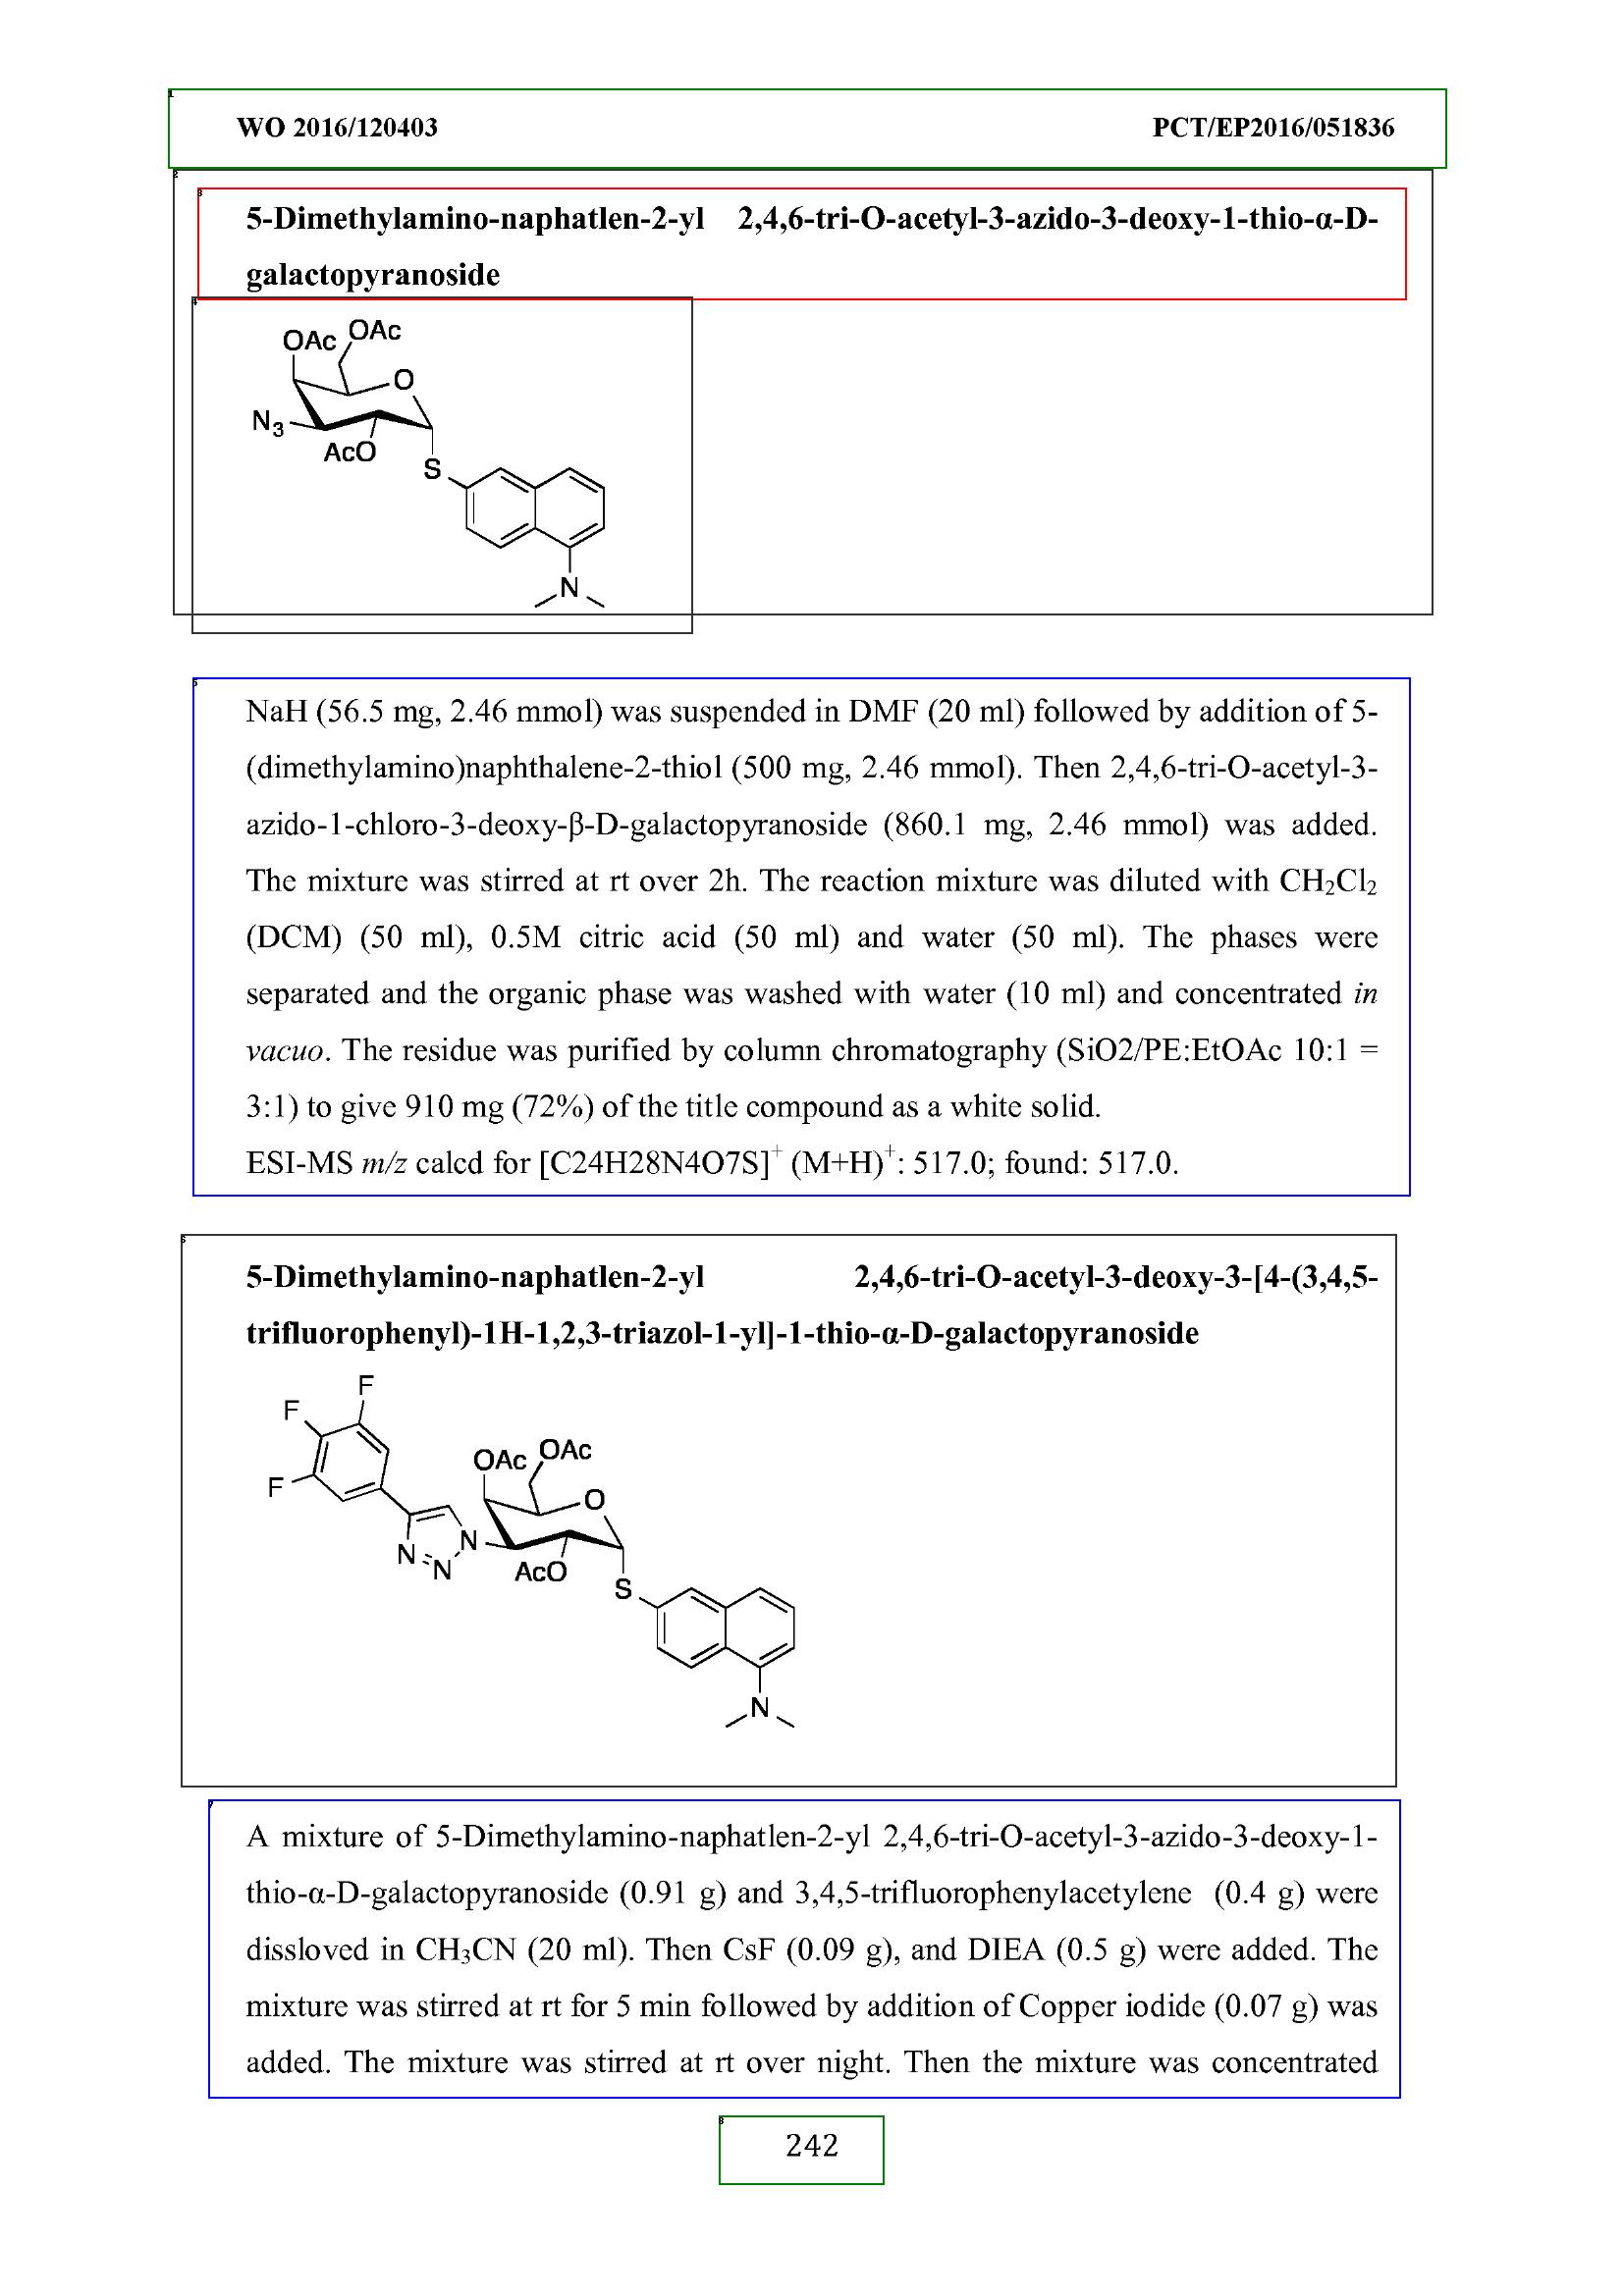 1
WO 2016/120403 PCT/EP2016/051836
2
3
5-Dimethylamino-naphatlen-2-yl 2,4,6-tri-O-acetyl-3-azido-3-deoxy-1-thio-α-D-
galactopyranoside
4
OAc OAc
O
N3
AcO
S
N
5
NaH (56.5 mg, 2.46 mmol) was suspended in DMF (20 ml) followed by addition of 5-
(dimethylamino)naphthalene-2-thiol (500 mg, 2.46 mmol). Then 2,4,6-tri-O-acetyl-3-
azido-1-chloro-3-deoxy-β-D-galactopyranoside (860.1 mg, 2.46 mmol) was added.
The mixture was stirred at rt over 2h. The reaction mixture was diluted with CH₂Cl₂
(DCM) (50 ml), 0.5M citric acid (50 ml) and water (50 ml). The phases were
separated and the organic phase was washed with water (10 ml) and concentrated in
vacuo. The residue was purified by column chromatography (SiO2/PE:EtOAc 10:1 =
3:1) to give 910 mg (72%) of the title compound as a white solid.
ESI-MS m/z calcd for [C24H28N4O7S]⁺ (M+H)⁺: 517.0; found: 517.0.
6
5-Dimethylamino-naphatlen-2-yl 2,4,6-tri-O-acetyl-3-deoxy-3-[4-(3,4,5-
trifluorophenyl)-1H-1,2,3-triazol-1-yl]-1-thio-α-D-galactopyranoside
F
F
OAc OAc
F
O
N
N N
AcO
S
N
7
A mixture of 5-Dimethylamino-naphatlen-2-yl 2,4,6-tri-O-acetyl-3-azido-3-deoxy-1-
thio-α-D-galactopyranoside (0.91 g) and 3,4,5-trifluorophenylacetylene (0.4 g) were
dissloved in CH₃CN (20 ml). Then CsF (0.09 g), and DIEA (0.5 g) were added. The
mixture was stirred at rt for 5 min followed by addition of Copper iodide (0.07 g) was
added. The mixture was stirred at rt over night. Then the mixture was concentrated
8
242